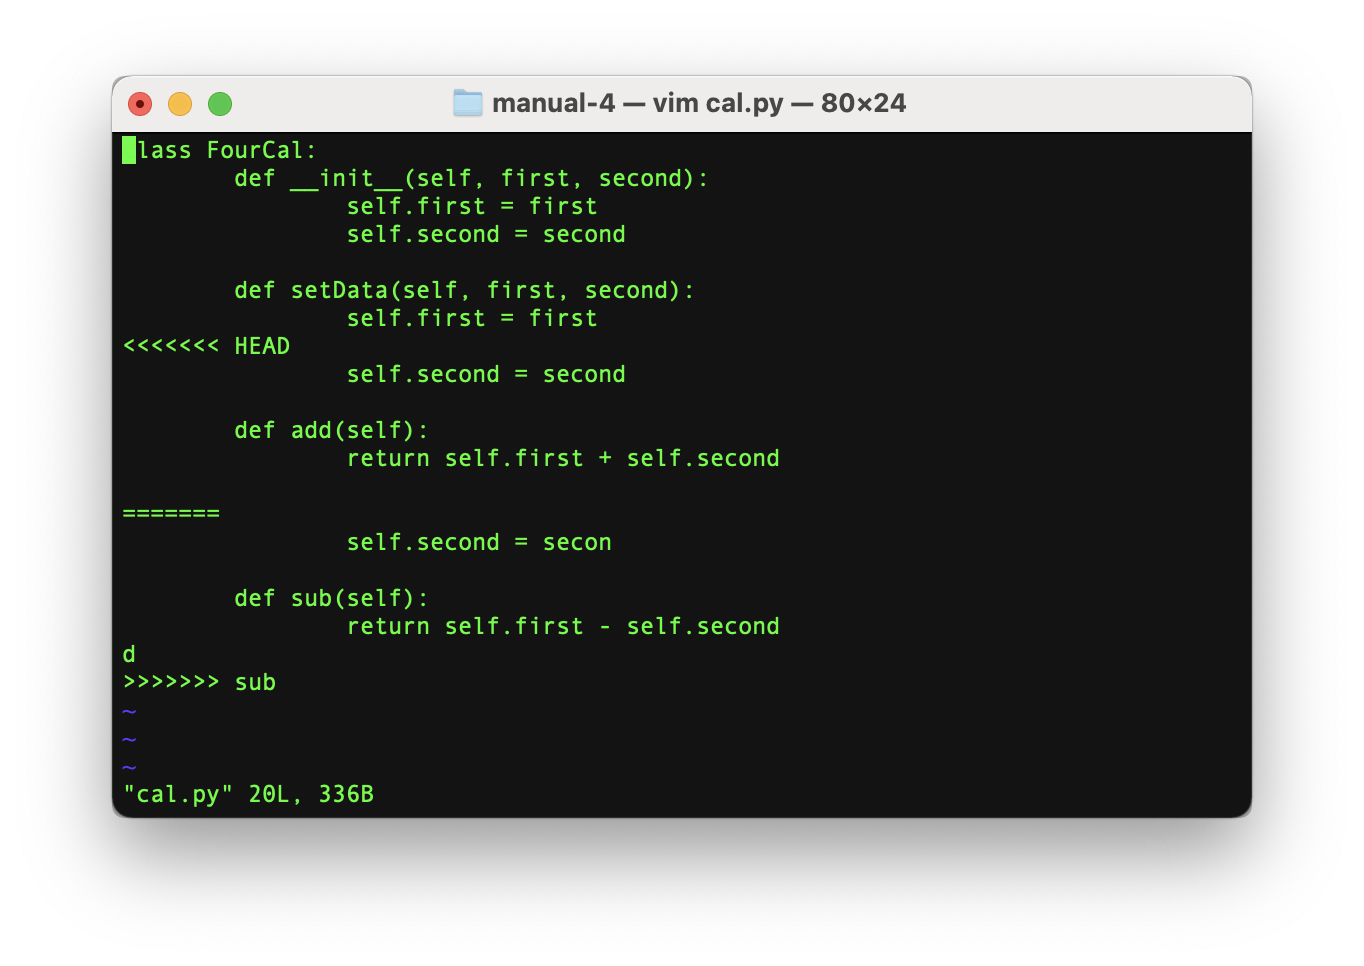 manual-4 — vim cal.py — 80×24
class FourCal:
        def __init__(self, first, second):
                self.first = first
                self.second = second

        def setData(self, first, second):
                self.first = first
<<<<<<< HEAD
                self.second = second

        def add(self):
                return self.first + self.second

=======
                self.second = secon

        def sub(self):
                return self.first - self.second
d
>>>>>>> sub
~
~
~
"cal.py" 20L, 336B